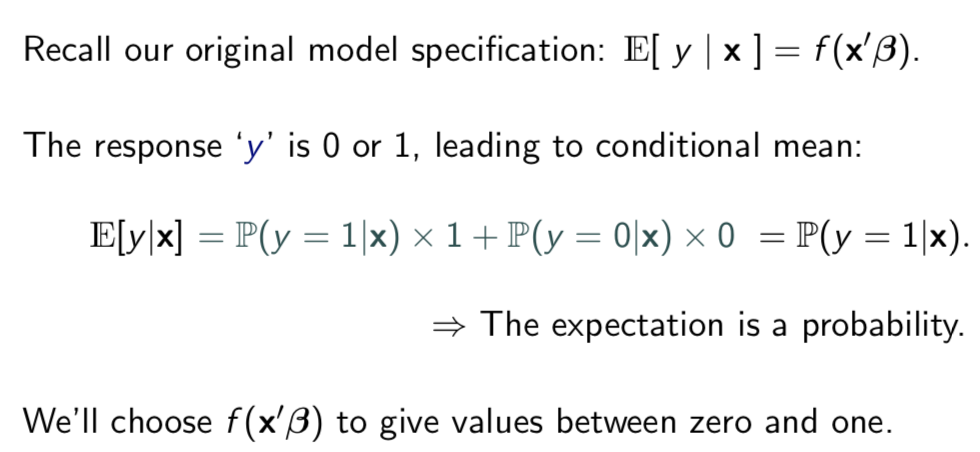 Recall our original model specification: 𝔼[ y | x ] = f(x′β).
The response ‘y’ is 0 or 1, leading to conditional mean:
𝔼[y|x] = ℙ(y = 1|x) × 1 + ℙ(y = 0|x) × 0 = ℙ(y = 1|x).
⇒ The expectation is a probability.
We’ll choose f(x′β) to give values between zero and one.